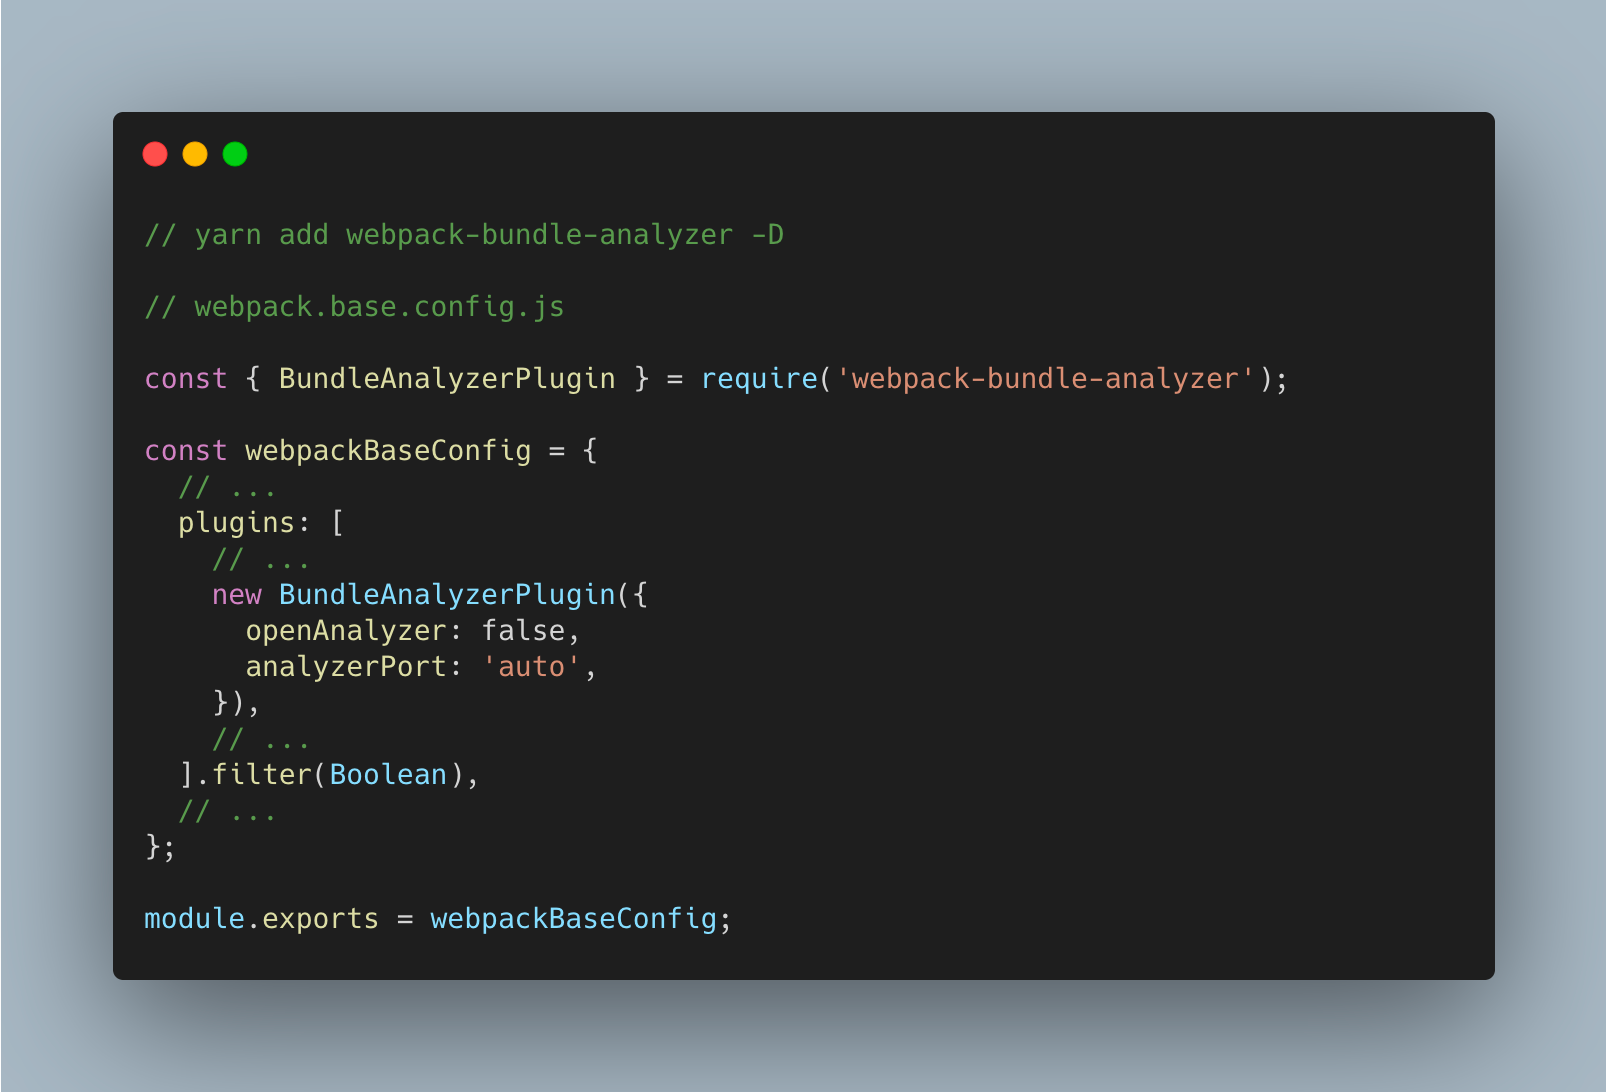 // yarn add webpack-bundle-analyzer -D
// webpack.base.config.js
const { BundleAnalyzerPlugin } = require('webpack-bundle-analyzer');
const webpackBaseConfig = {
  // ...
  plugins: [
    // ...
    new BundleAnalyzerPlugin({
      openAnalyzer: false,
      analyzerPort: 'auto',
    }),
    // ...
  ].filter(Boolean),
  // ...
};
module.exports = webpackBaseConfig;